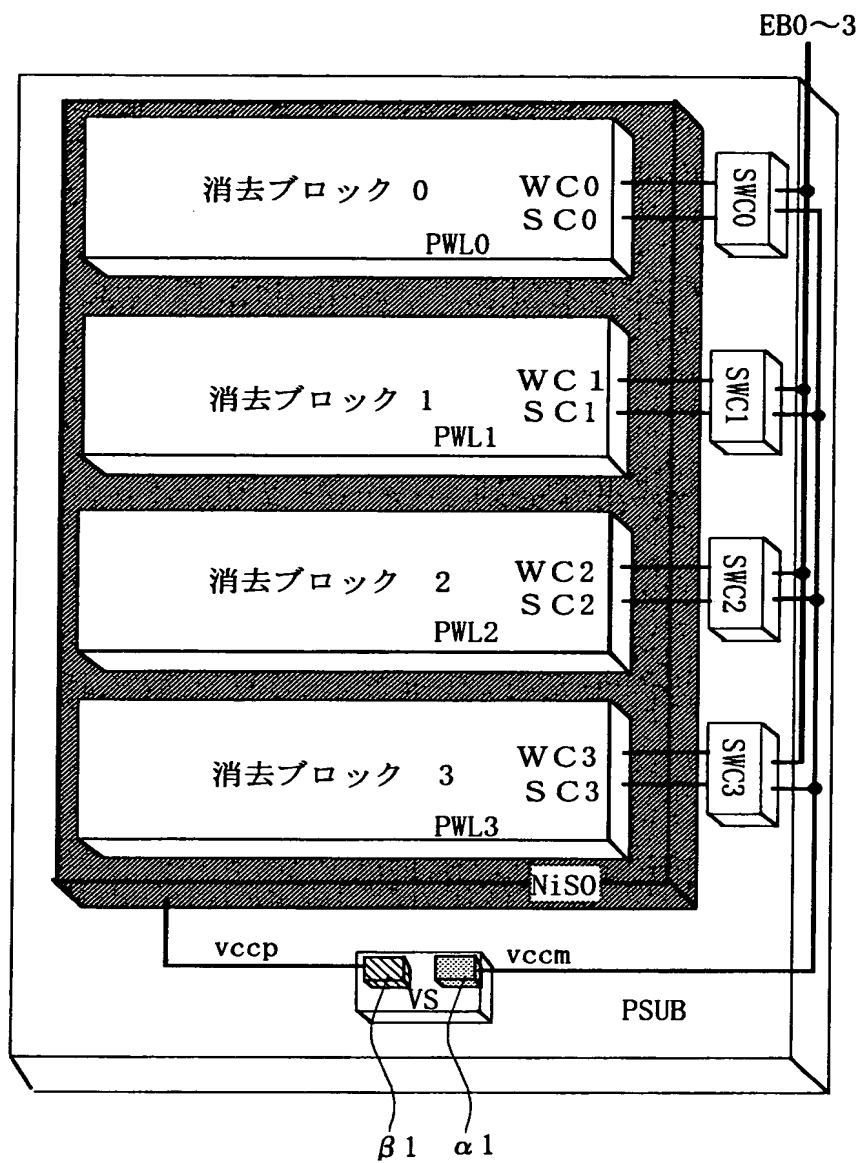 EB0～3
消去ブロック 0
WC0
SC0
PWL0
SWC0
消去ブロック 1
WC1
SC1
PWL1
SWC1
消去ブロック 2
WC2
SC2
PWL2
SWC2
消去ブロック 3
WC3
SC3
PWL3
SWC3
NiSO
vccp
vccm
VS
PSUB
β1
α1